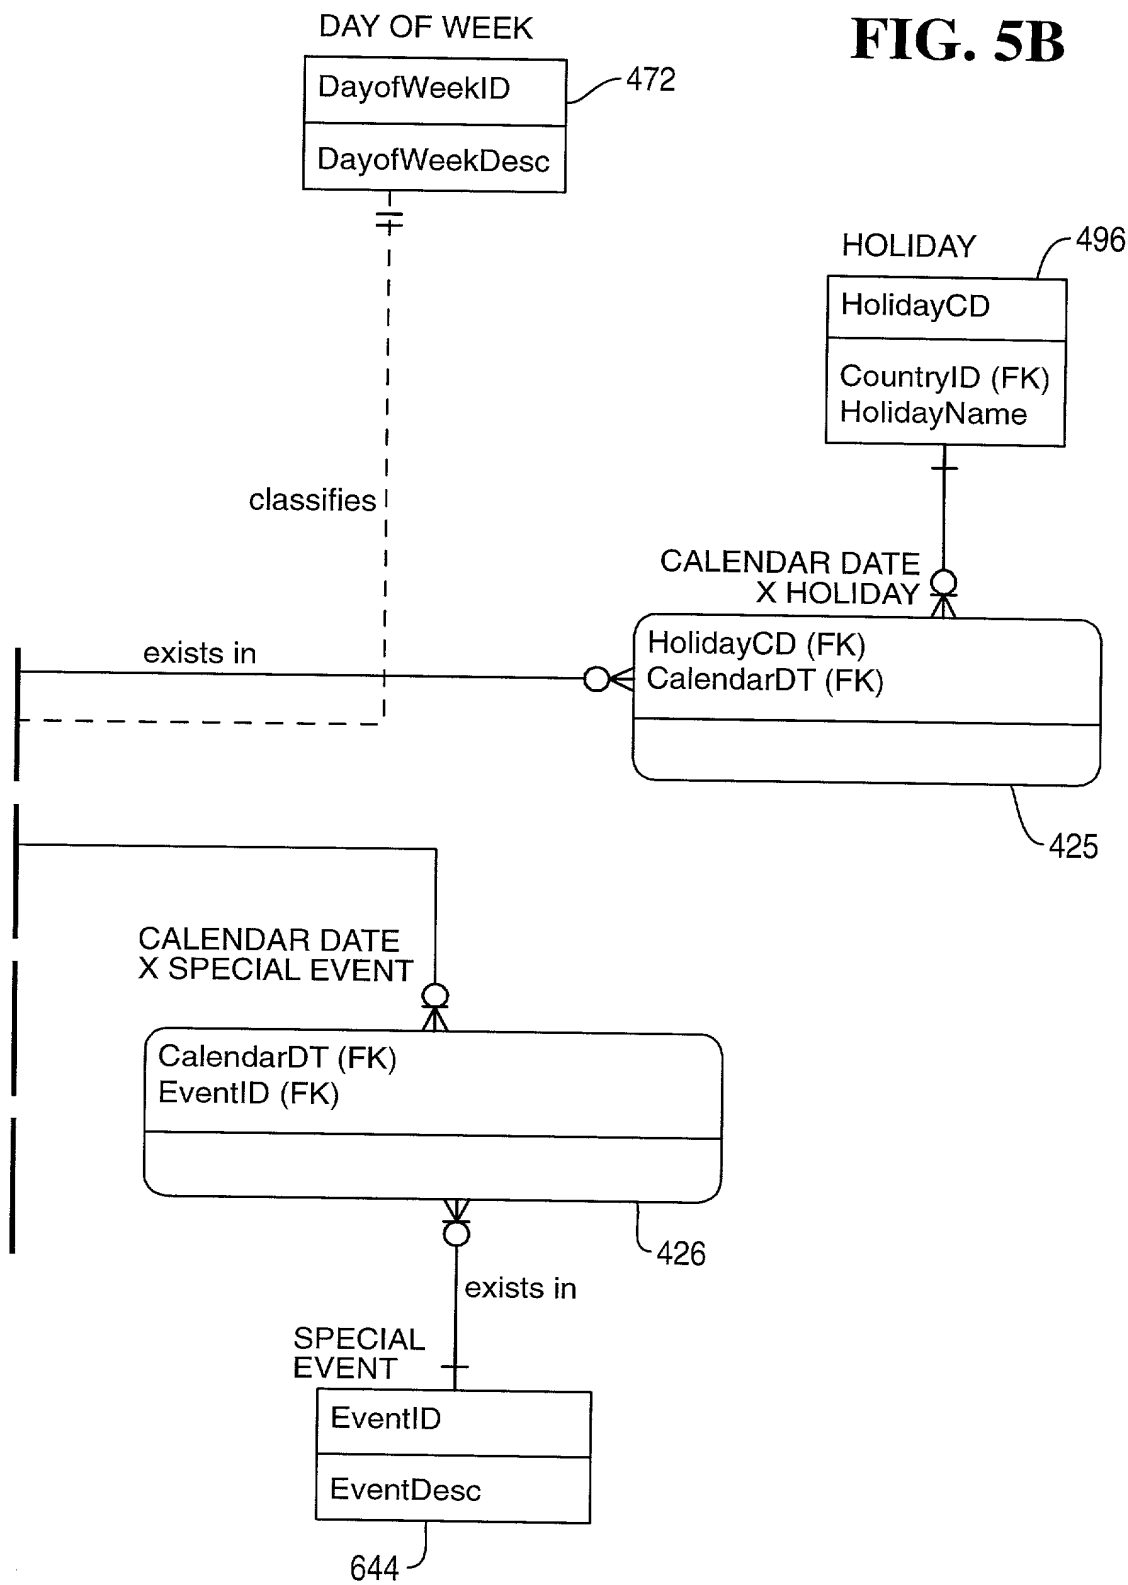 FIG. 5B
DAY OF WEEK
472
DayofWeekID
DayofWeekDesc
HOLIDAY
496
HolidayCD
CountryID (FK)
HolidayName
classifies
CALENDAR DATE
X HOLIDAY
exists in
HolidayCD (FK)
CalendarDT (FK)
425
CALENDAR DATE
X SPECIAL EVENT
CalendarDT (FK)
EventID (FK)
426
exists in
SPECIAL
EVENT
EventID
EventDesc
644